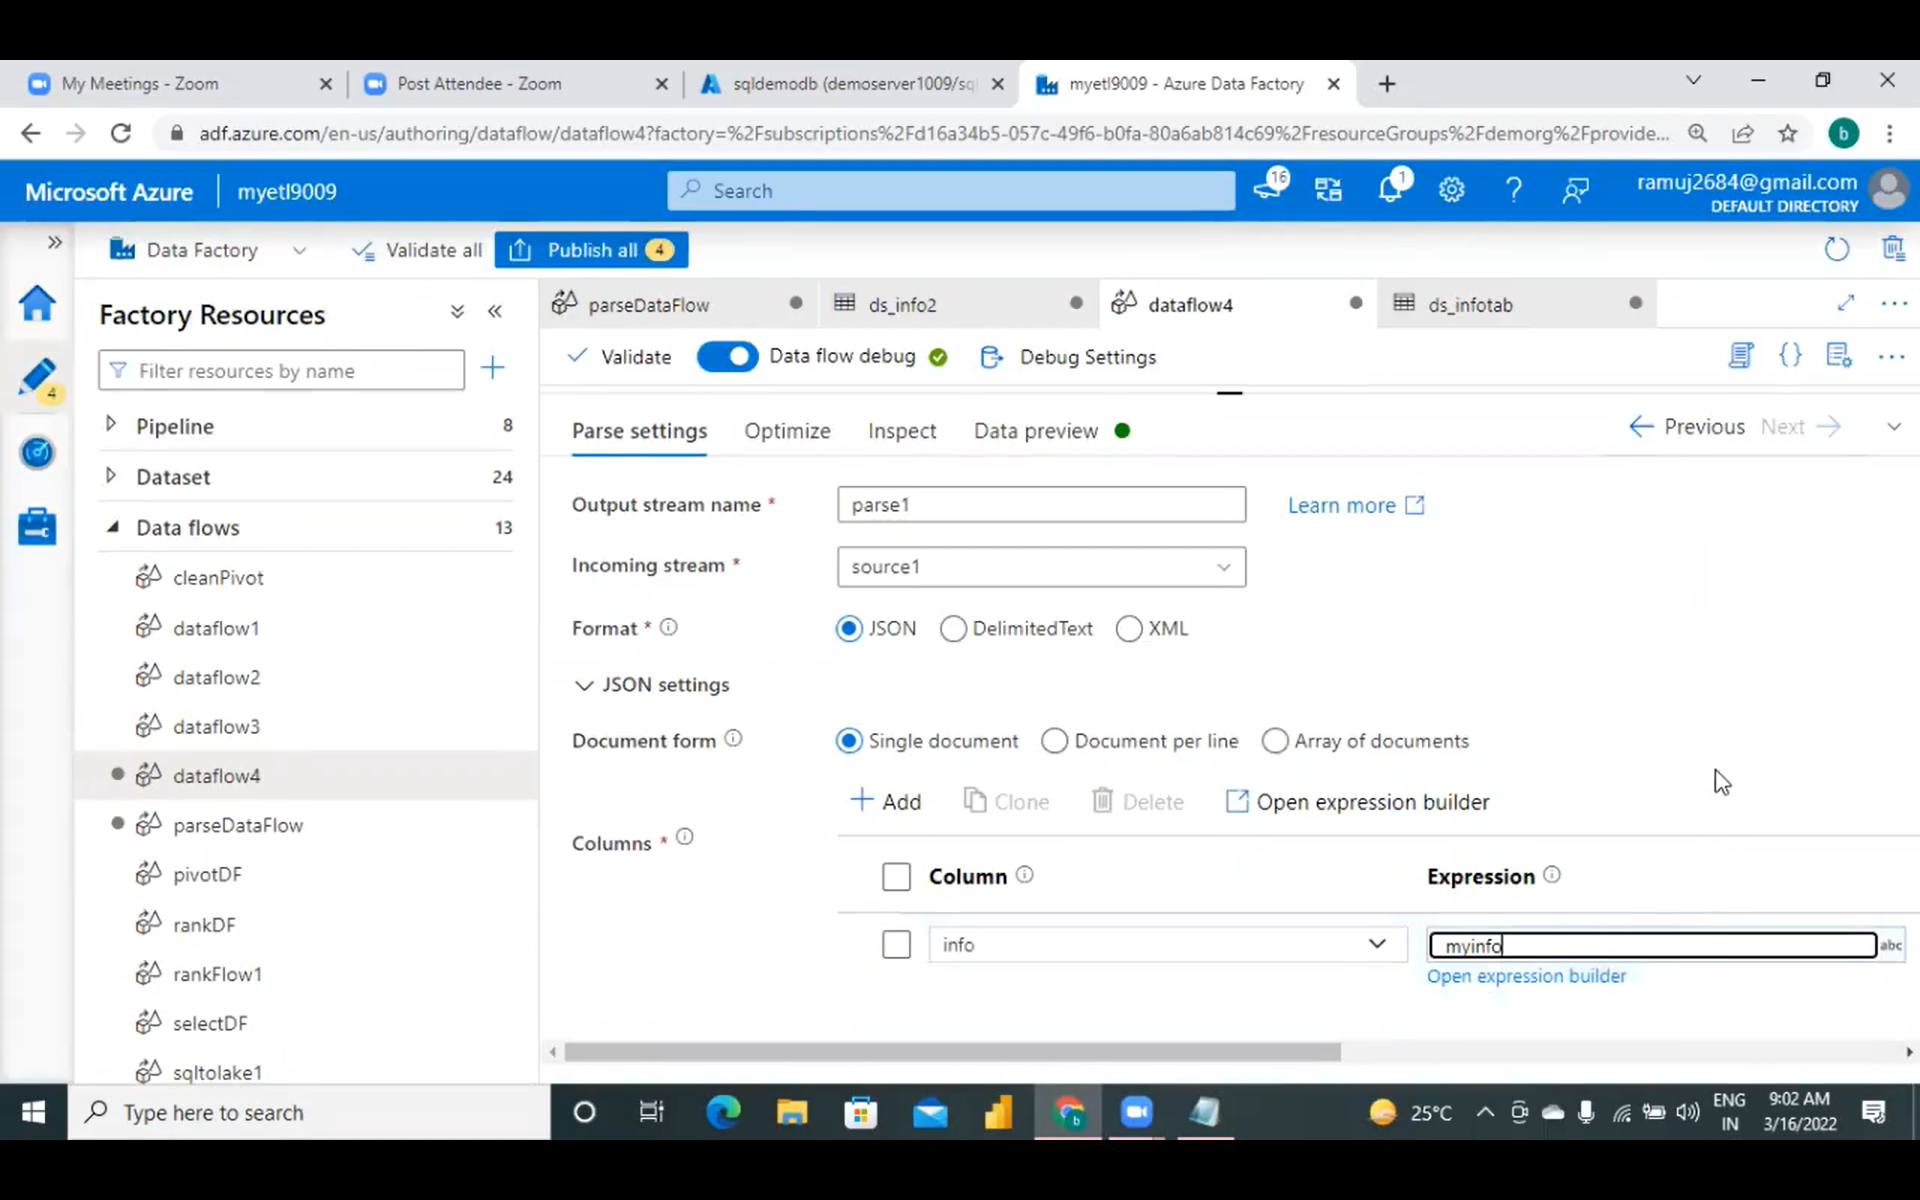 My Meetings - Zoom
Post Attendee - Zoom
sqldemodb (demoserver1009/sq
myetl9009 - Azure Data Factory
adf.azure.com/en-us/authoring/dataflow/dataflow4?factory=%2Fsubscriptions%2Fd16a34b5-057c-49f6-b0fa-80a6ab814c69%2FresourceGroups%2Fdemorg%2Fprovide...
b
Microsoft Azure
myetl9009
Search
16
1
ramuj2684@gmail.com
DEFAULT DIRECTORY
Data Factory
Validate all
Publish all 4
4
Factory Resources
Filter resources by name
Pipeline 8
Dataset 24
Data flows 13
cleanPivot
dataflow1
dataflow2
dataflow3
dataflow4
parseDataFlow
pivotDF
rankDF
rankFlow1
selectDF
sqltolake1
parseDataFlow
ds_info2
dataflow4
ds_infotab
Validate
Data flow debug
Debug Settings
Parse settings
Optimize
Inspect
Data preview
Previous
Next
Output stream name *
parse1
Learn more
Incoming stream *
source1
Format *
JSON
DelimitedText
XML
JSON settings
Document form
Single document
Document per line
Array of documents
Add
Clone
Delete
Open expression builder
Columns *
Column
Expression
info
myinfo
abc
Open expression builder
Type here to search
b
25°C
ENG
IN
9:02 AM
3/16/2022